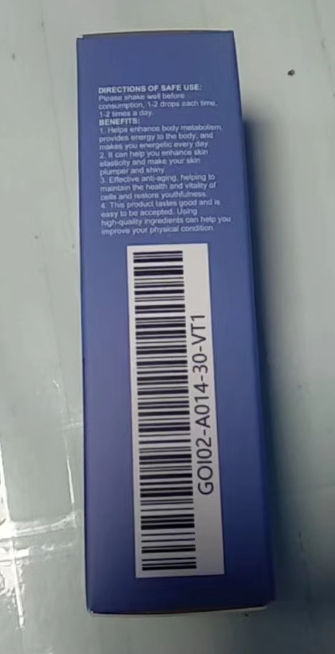 DIRECTIONS OF SAFE USE:
Please shake well before
consumption, 1-2 drops each time,
1-2 times a day.
BENEFITS:
1. Helps enhance body metabolism,
provides energy to the body, and
makes you energetic every day
2. It can help you enhance skin
elasticity and make your skin
plumper and shiny
3. Effective anti-aging, helping to
maintain the health and vitality of
cells and restore youthfulness.
4. This product tastes good and is
easy to be accepted. Using
high-quality ingredients can help you
improve your physical condition.
GOI02-A014-30-VT1